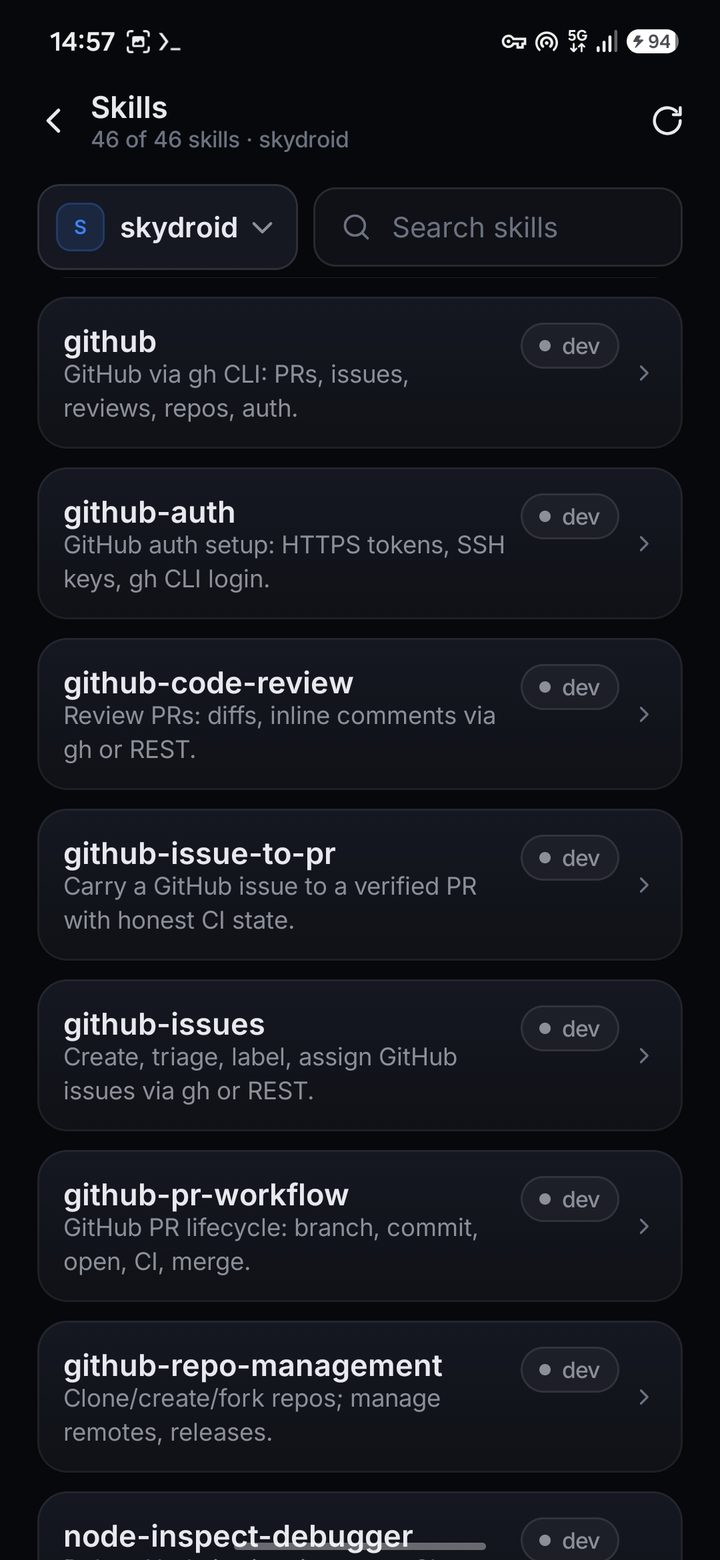 14:57
5G
94
Skills
46 of 46 skills · skydroid
S
skydroid
Search skills
github
dev
GitHub via gh CLI: PRs, issues,
reviews, repos, auth.
github-auth
dev
GitHub auth setup: HTTPS tokens, SSH
keys, gh CLI login.
github-code-review
dev
Review PRs: diffs, inline comments via
gh or REST.
github-issue-to-pr
dev
Carry a GitHub issue to a verified PR
with honest CI state.
github-issues
dev
Create, triage, label, assign GitHub
issues via gh or REST.
github-pr-workflow
dev
GitHub PR lifecycle: branch, commit,
open, CI, merge.
github-repo-management
dev
Clone/create/fork repos; manage
remotes, releases.
node-inspect-debugger
dev